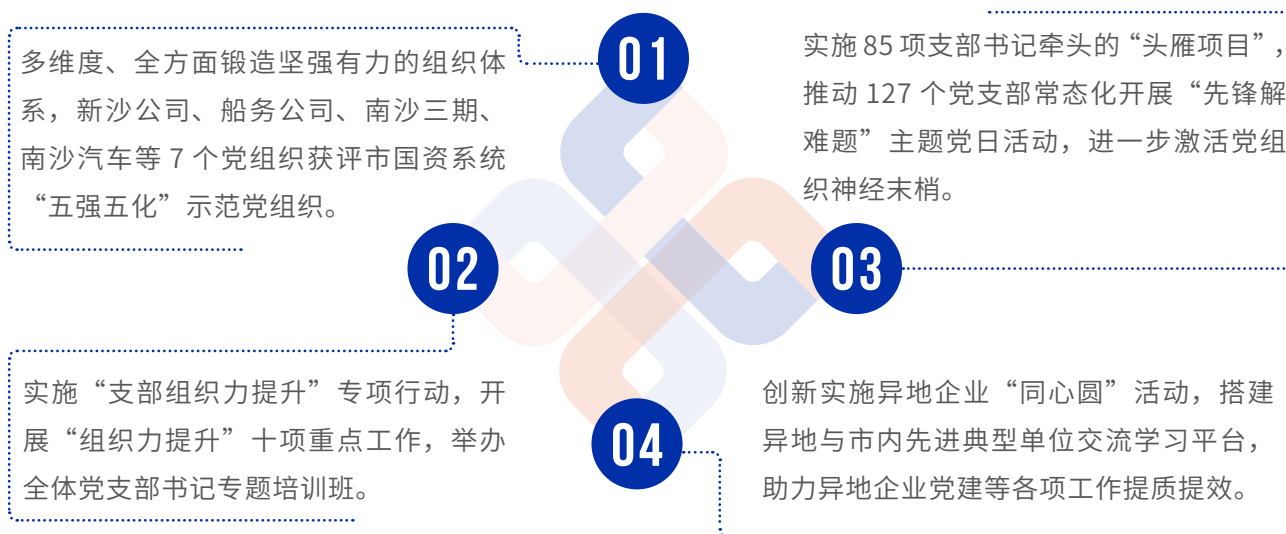 01
多维度、全方面锻造坚强有力的组织体
系，新沙公司、船务公司、南沙三期、
南沙汽车等 7 个党组织获评市国资系统
“五强五化”示范党组织。
02
实施“支部组织力提升”专项行动，开
展“组织力提升”十项重点工作，举办
全体党支部书记专题培训班。
03
实施 85 项支部书记牵头的“头雁项目”，
推动 127 个党支部常态化开展“先锋解
难题”主题党日活动，进一步激活党组
织神经末梢。
04
创新实施异地企业“同心圆”活动，搭建
异地与市内先进典型单位交流学习平台，
助力异地企业党建等各项工作提质提效。